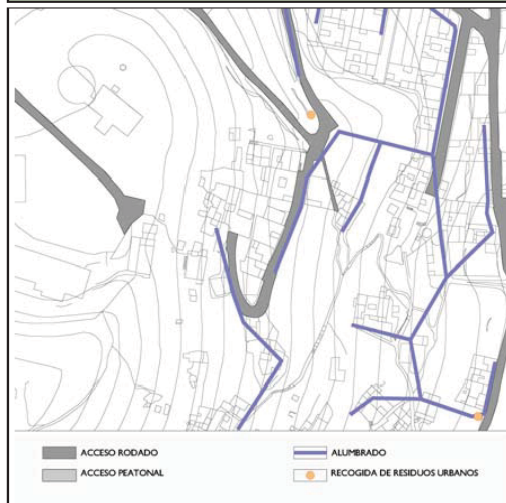 ACCESO RODADO
ALUMBRADO
ACCESO PEATONAL
RECOGIDA DE RESIDUOS URBANOS